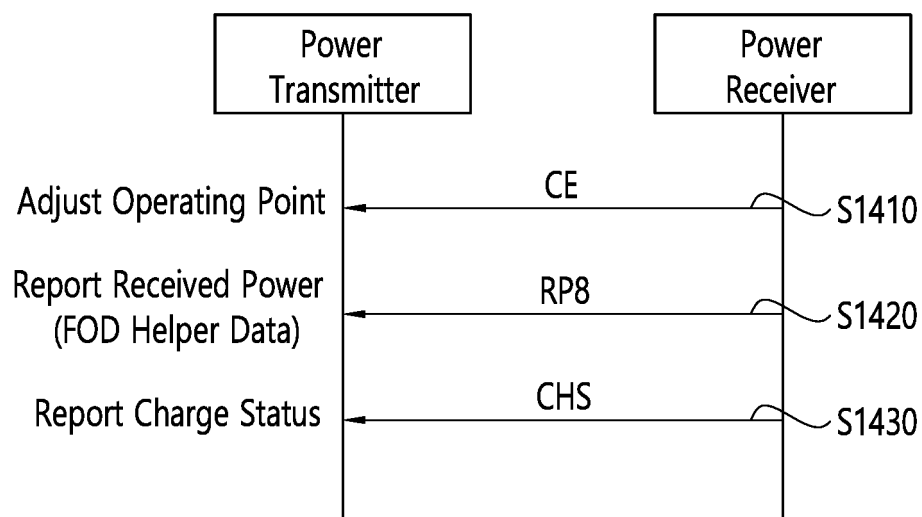 Power
Transmitter
Power
Receiver
Adjust Operating Point
CE
S1410
Report Received Power
(FOD Helper Data)
RP8
S1420
Report Charge Status
CHS
S1430